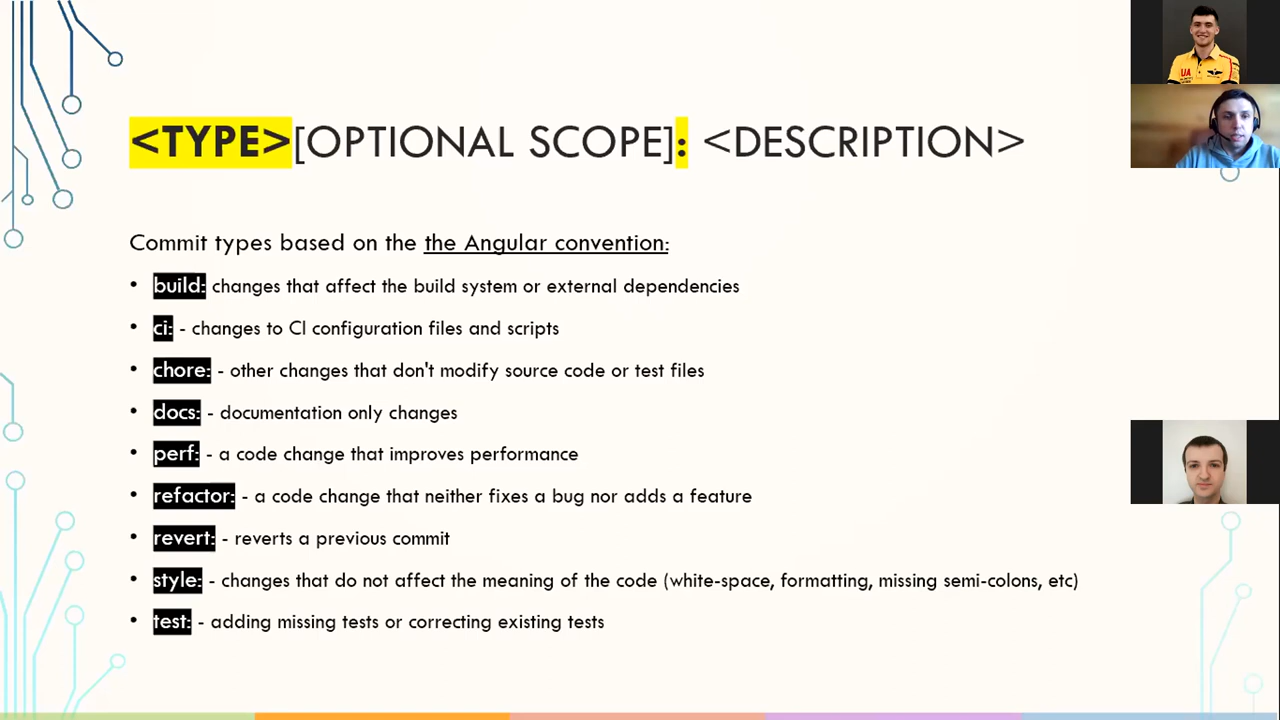 <TYPE>[OPTIONAL SCOPE]: <DESCRIPTION>
Commit types based on the the Angular convention:
• build: changes that affect the build system or external dependencies
• ci: - changes to CI configuration files and scripts
• chore: - other changes that don't modify source code or test files
• docs: - documentation only changes
• perf: - a code change that improves performance
• refactor: - a code change that neither fixes a bug nor adds a feature
• revert: - reverts a previous commit
• style: - changes that do not affect the meaning of the code (white-space, formatting, missing semi-colons, etc)
• test: - adding missing tests or correcting existing tests
UA